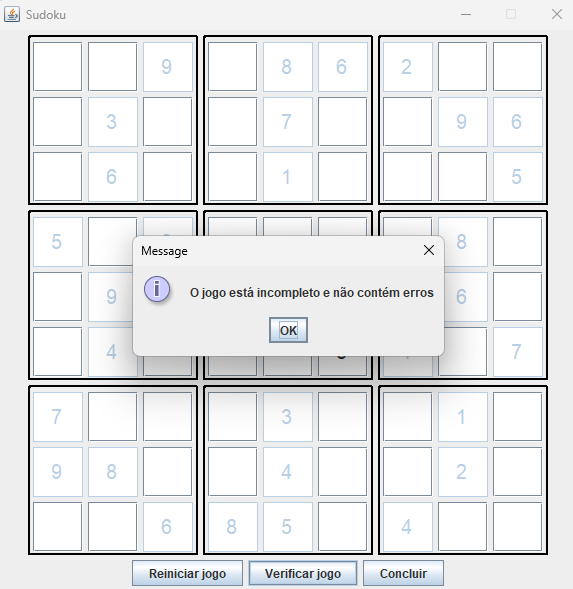 Sudoku
9 8 6 2
3 7 9 6
6 1 5
5 8
Message
9 6
O jogo está incompleto e não contém erros
OK
4 7
7 3 1
9 8 4 2
6 8 5 4
Reiniciar jogo Verificar jogo Concluir